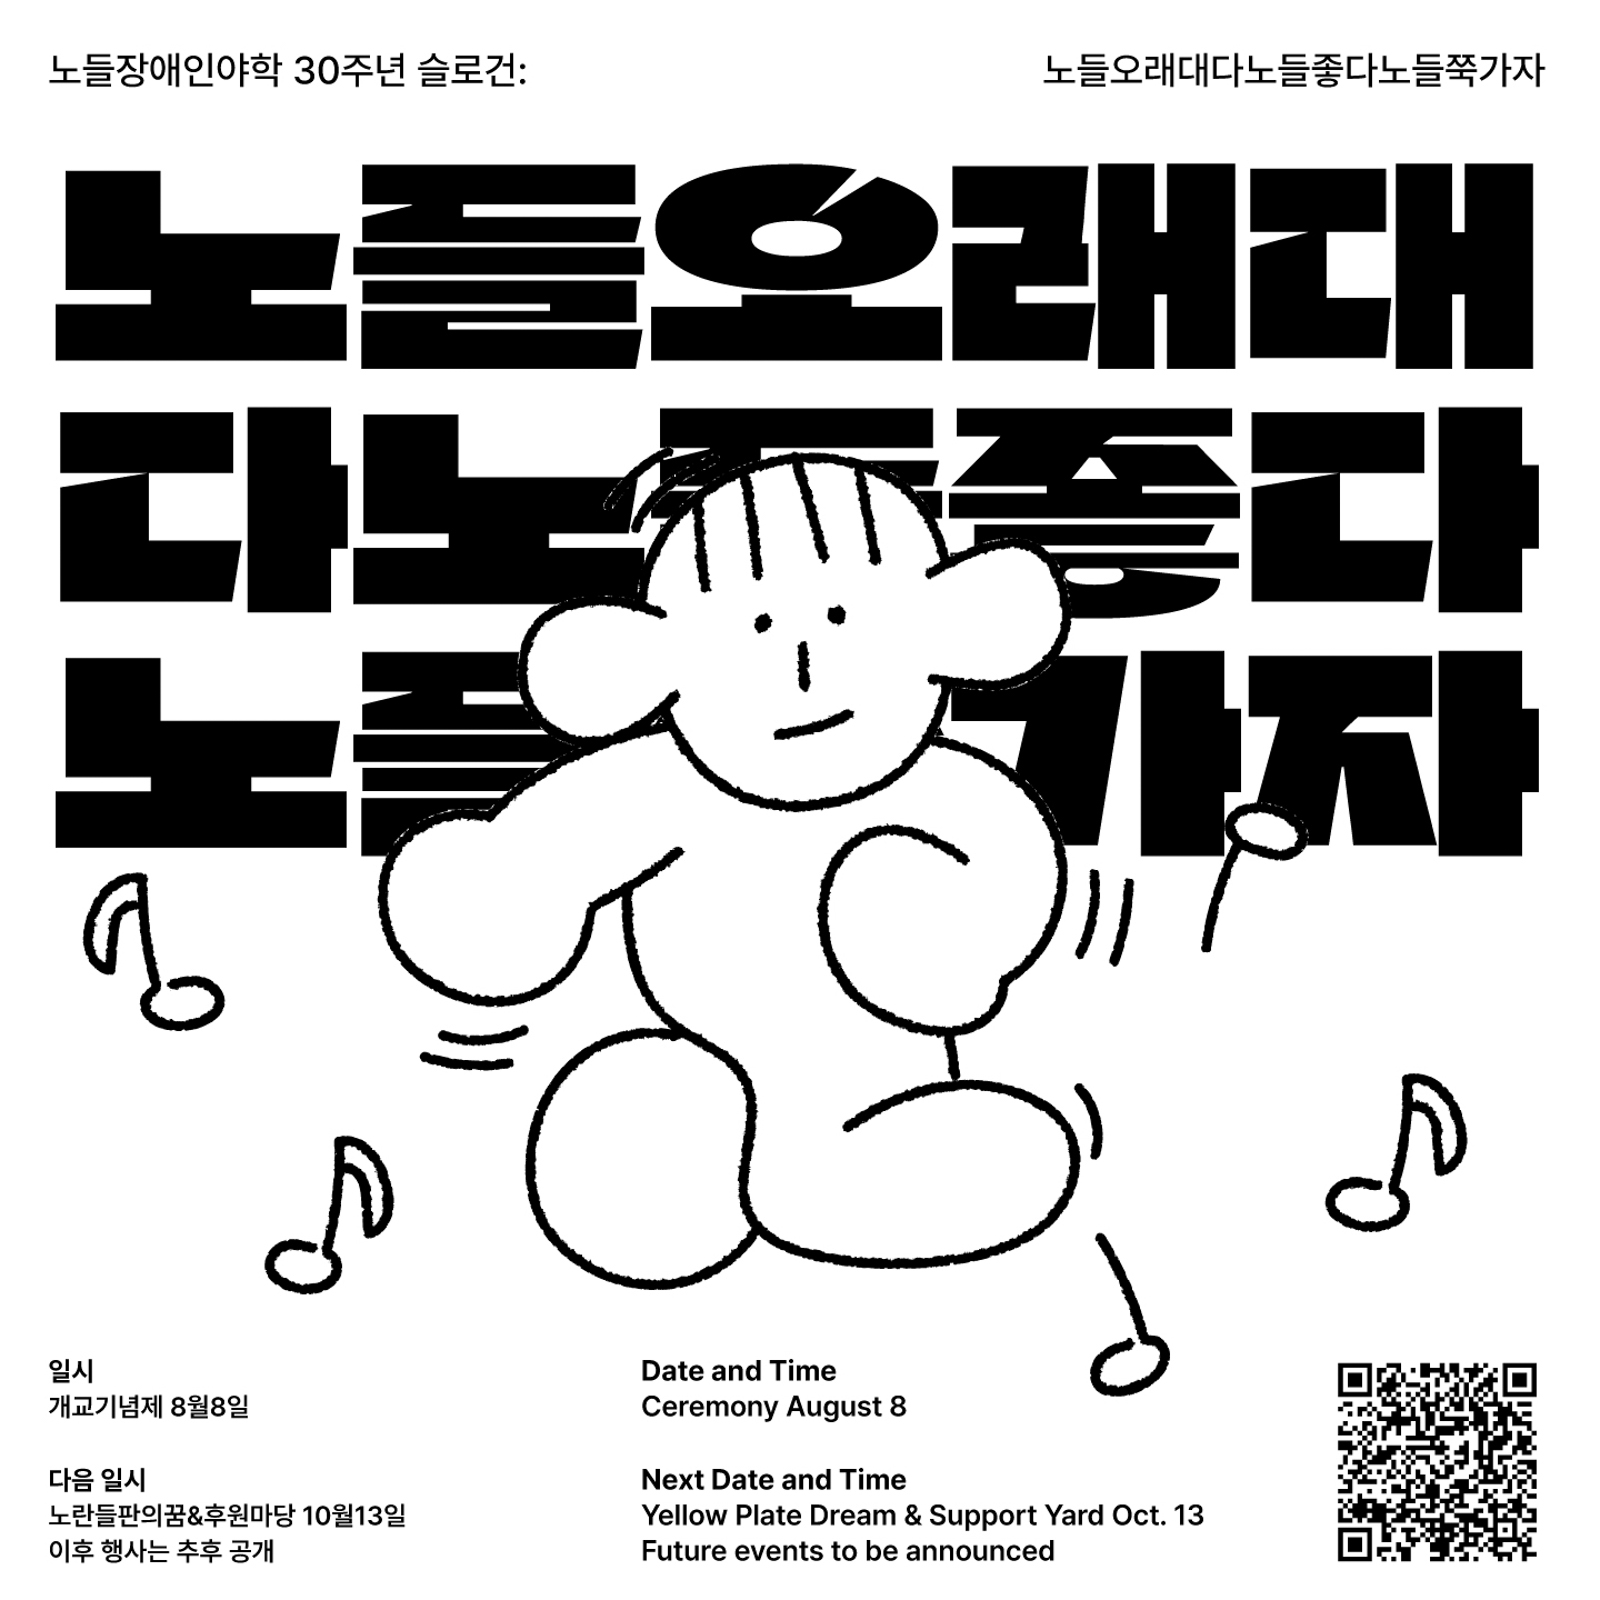 노들장애인야학 30주년 슬로건:
노들오래대다노들좋다노들쭉가자
노들오래대
다노들좋다
노들 가자
일시
개교기념제 8월8일
다음 일시
노란들판의꿈&후원마당 10월13일
이후 행사는 추후 공개
Date and Time
Ceremony August 8
Next Date and Time
Yellow Plate Dream & Support Yard Oct. 13
Future events to be announced